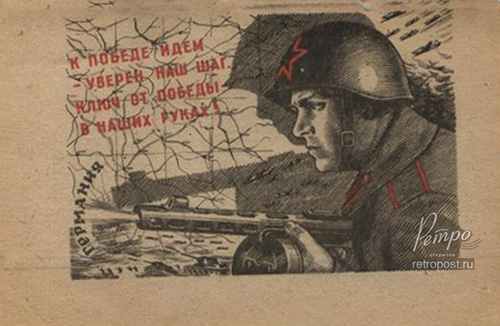 К ПОБЕДЕ ИДЕМ
- УВЕРЕН НАШ ШАГ,
КЛЮЧ ОТ ПОБЕДЫ -
В НАШИХ РУКАХ!
ГЕРМАНИЯ
Ретро
ОТКРЫТКИ
retropost.ru